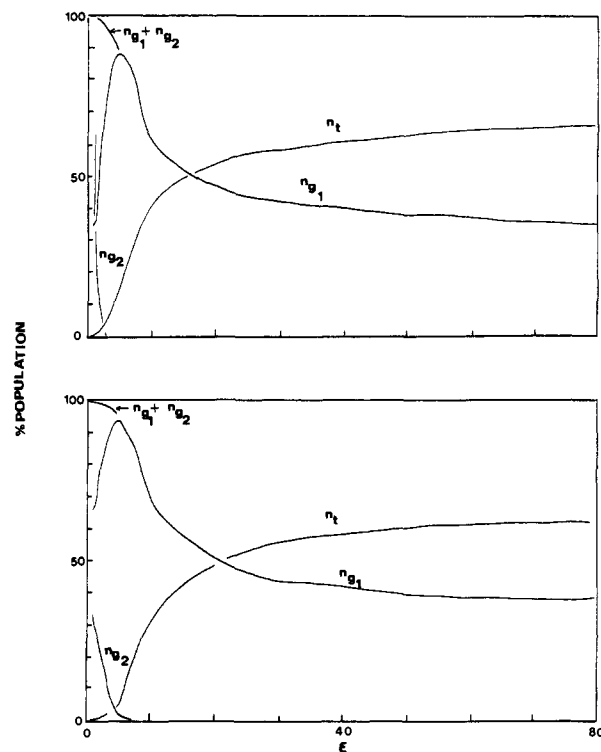 100
n_g1 + n_g2
n_t
50
n_g1
n_g2
0
% POPULATION
100
n_g1 + n_g2
n_t
50
n_g1
n_g2
0
0
40
80
ε